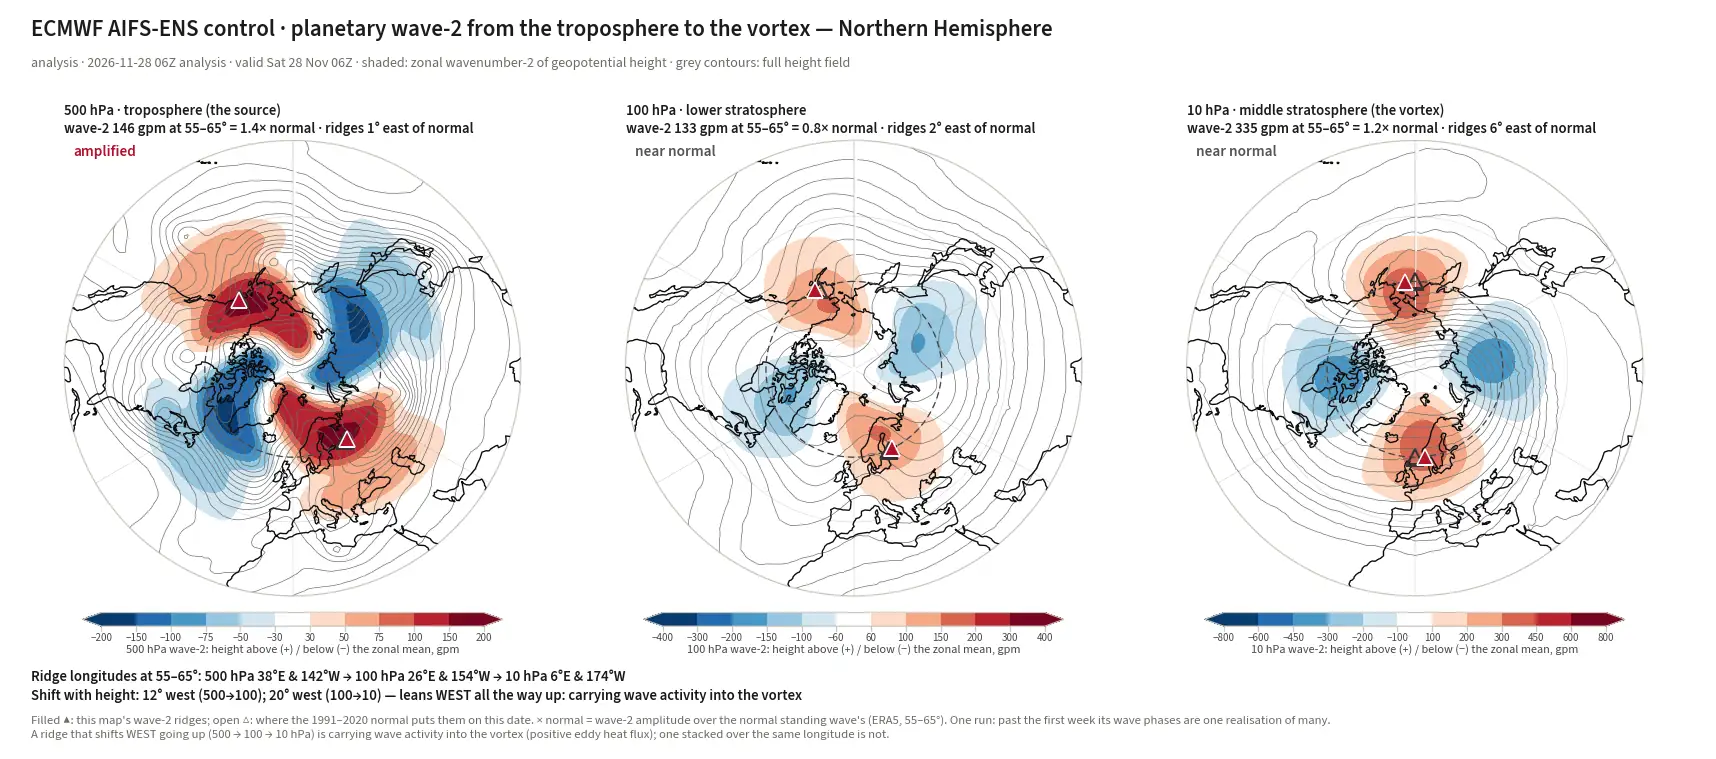 ECMWF AIFS-ENS control · planetary wave-2 from the troposphere to the vortex — Northern Hemisphere
analysis · 2026-11-28 06Z analysis · valid Sat 28 Nov 06Z · shaded: zonal wavenumber-2 of geopotential height · grey contours: full height field
500 hPa · troposphere (the source)
wave-2 146 gpm at 55–65° = 1.4× normal · ridges 1° east of normal
amplified
100 hPa · lower stratosphere
wave-2 133 gpm at 55–65° = 0.8× normal · ridges 2° east of normal
near normal
10 hPa · middle stratosphere (the vortex)
wave-2 335 gpm at 55–65° = 1.2× normal · ridges 6° east of normal
near normal
−200 −150 −100 −75 −50 −30 30 50 75 100 150 200
500 hPa wave-2: height above (+) / below (−) the zonal mean, gpm
−400 −300 −200 −150 −100 −60 60 100 150 200 300 400
100 hPa wave-2: height above (+) / below (−) the zonal mean, gpm
−800 −600 −450 −300 −200 −100 100 200 300 450 600 800
10 hPa wave-2: height above (+) / below (−) the zonal mean, gpm
Ridge longitudes at 55–65°: 500 hPa 38°E & 142°W → 100 hPa 26°E & 154°W → 10 hPa 6°E & 174°W
Shift with height: 12° west (500→100); 20° west (100→10) — leans WEST all the way up: carrying wave activity into the vortex
Filled ▲: this map's wave-2 ridges; open △: where the 1991–2020 normal puts them on this date. × normal = wave-2 amplitude over the normal standing wave's (ERA5, 55–65°). One run: past the first week its wave phases are one realisation of many.
A ridge that shifts WEST going up (500 → 100 → 10 hPa) is carrying wave activity into the vortex (positive eddy heat flux); one stacked over the same longitude is not.